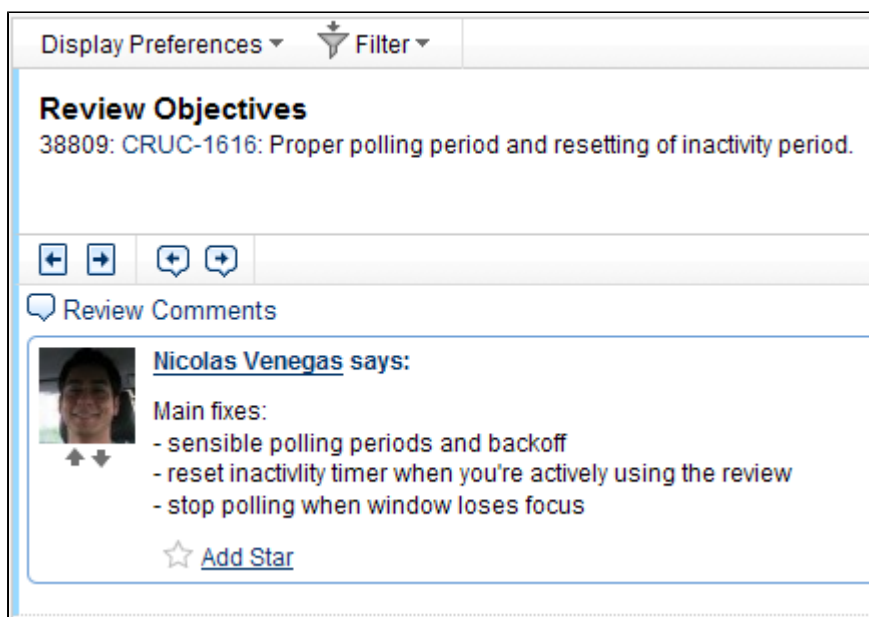 Display Preferences Filter
Review Objectives
38809: CRUC-1616: Proper polling period and resetting of inactivity period.
Review Comments
Nicolas Venegas says:
Main fixes:
- sensible polling periods and backoff
- reset inactivlity timer when you're actively using the review
- stop polling when window loses focus
Add Star